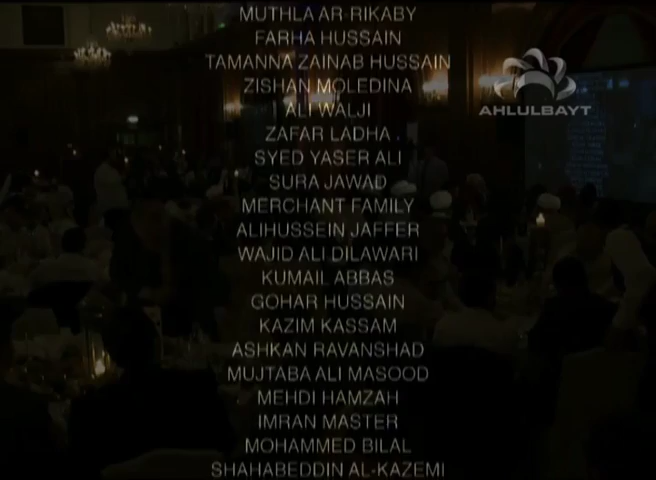 MUTHLA AR-RIKABY
FARHA HUSSAIN
TAMANNA ZAINAB HUSSAIN
ZISHAN MOLEDINA
ALI WALJI
ZAFAR LADHA
SYED YASER ALI
SURA JAWAD
MERCHANT FAMILY
ALIHUSSEIN JAFFER
WAJID ALI DILAWARI
KUMAIL ABBAS
GOHAR HUSSAIN
KAZIM KASSAM
ASHKAN RAVANSHAD
MUJTABA ALI MASOOD
MEHDI HAMZAH
IMRAN MASTER
MOHAMMED BILAL
SHAHABEDDIN AL-KAZEMI
AHLULBAYT